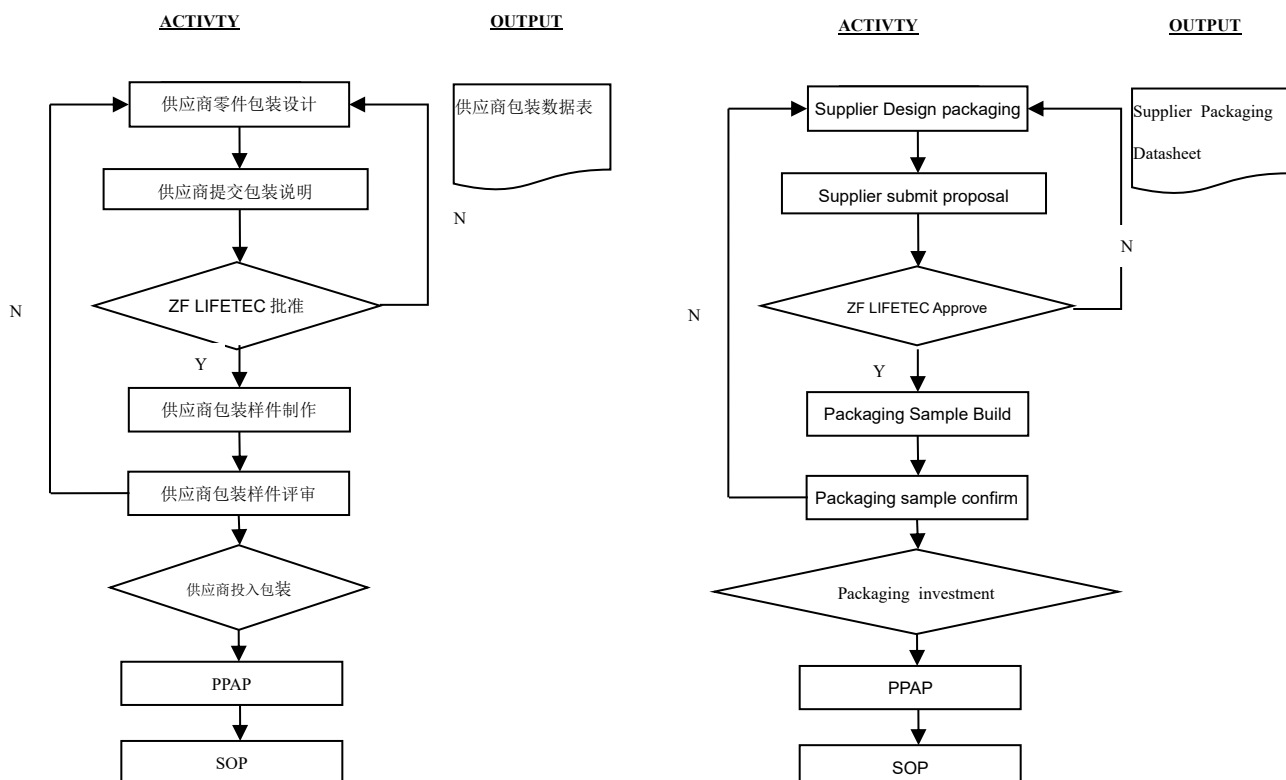 ACTIVTY
OUTPUT
供应商零件包装设计
供应商包装数据表
供应商提交包装说明
N
ZF LIFETEC 批准
N
Y
供应商包装样件制作
供应商包装样件评审
供应商投入包装
PPAP
SOP
ACTIVTY
OUTPUT
Supplier Design packaging
Supplier Packaging
Datasheet
Supplier submit proposal
N
ZF LIFETEC Approve
N
Y
Packaging Sample Build
Packaging sample confirm
Packaging investment
PPAP
SOP